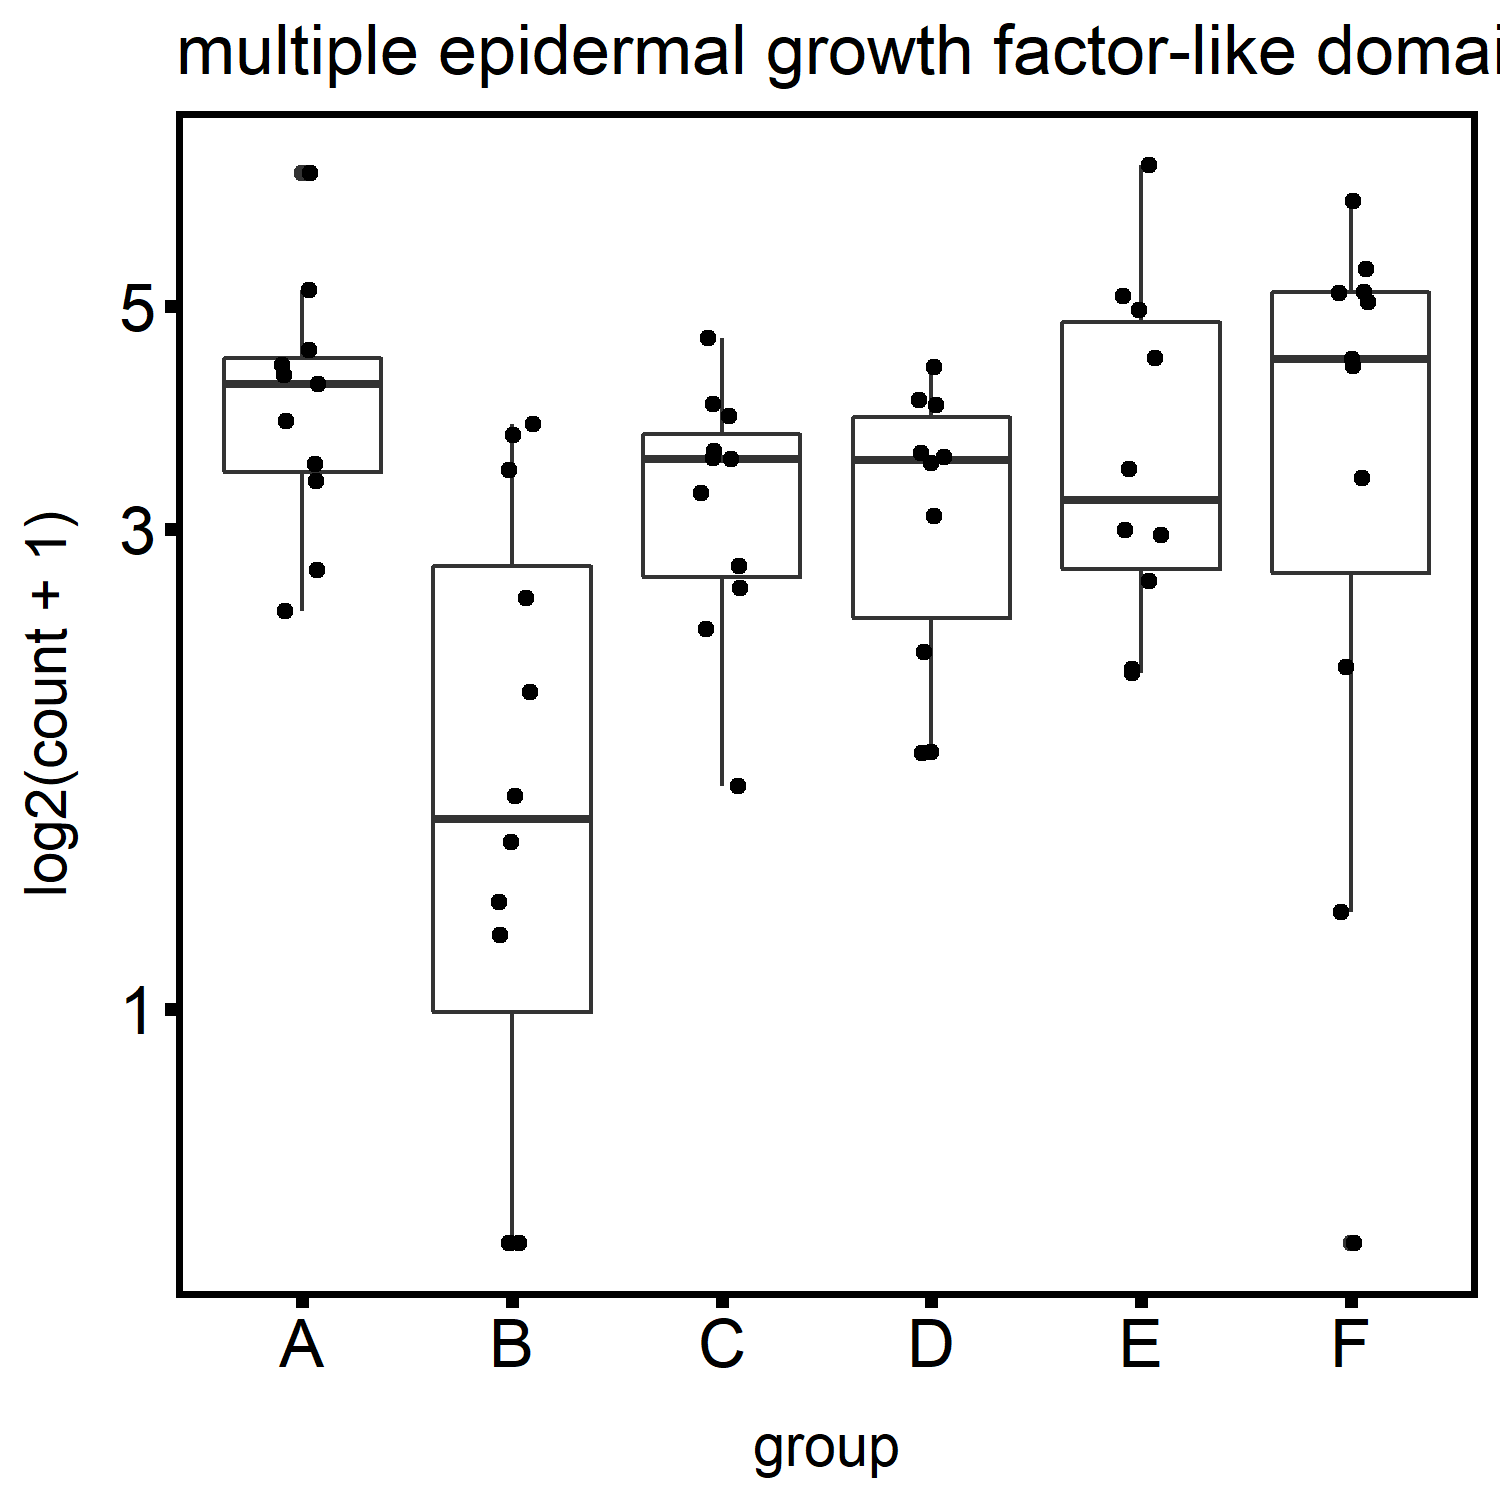 multiple epidermal growth factor-like domai
5
3
1
log2(count + 1)
A B C D E F
group